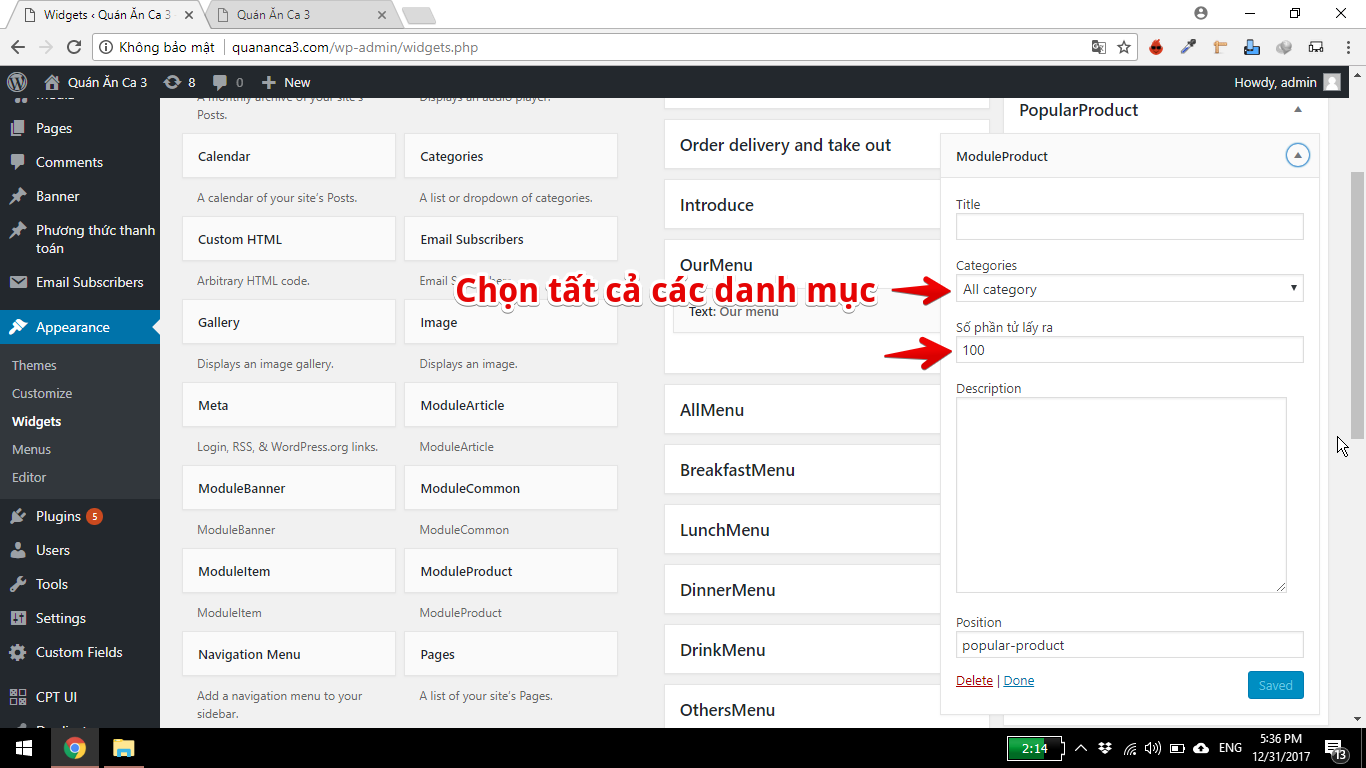 Widgets ‹ Quán Ăn Ca 3
Quán Ăn Ca 3
Không bảo mật
quananca3.com/wp-admin/widgets.php
Quán Ăn Ca 3
8
0
New
Howdy, admin
Media
Pages
Comments
Banner
Phương thức thanh
toán
Email Subscribers
Appearance
Themes
Customize
Widgets
Menus
Editor
Plugins 5
Users
Tools
Settings
Custom Fields
CPT UI
A monthly archive of your site's
Posts.
Displays an audio player.
Calendar
Categories
A calendar of your site's Posts.
A list or dropdown of categories.
Custom HTML
Email Subscribers
Arbitrary HTML code.
Gallery
Image
Displays an image gallery.
Displays an image.
Meta
ModuleArticle
Login, RSS, & WordPress.org links.
ModuleArticle
ModuleBanner
ModuleCommon
ModuleBanner
ModuleCommon
ModuleItem
ModuleProduct
ModuleItem
ModuleProduct
Navigation Menu
Pages
Add a navigation menu to your
sidebar.
A list of your site's Pages.
Order delivery and take out
Introduce
OurMenu
Chọn tất cả các danh mục
Text: Our menu
AllMenu
BreakfastMenu
LunchMenu
DinnerMenu
DrinkMenu
OthersMenu
PopularProduct
ModuleProduct
Title
Categories
All category
Số phần tử lấy ra
100
Description
Position
popular-product
Delete | Done
Saved
2:14
ENG
5:36 PM
12/31/2017
13